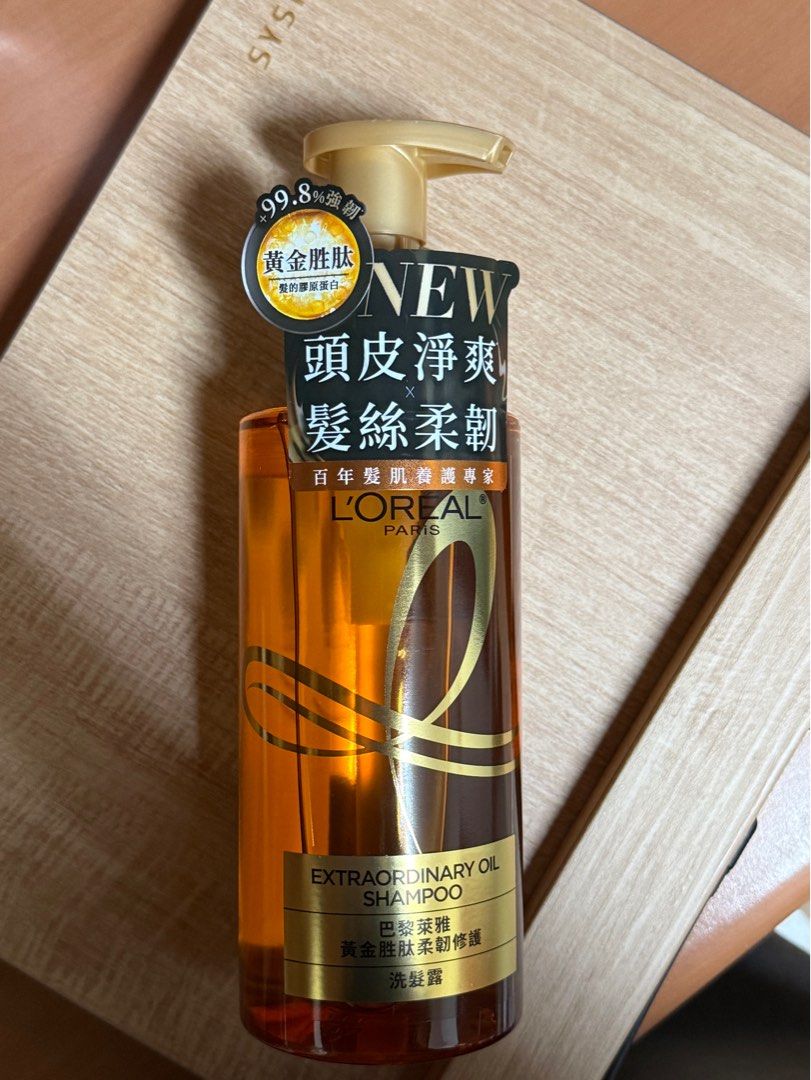 SYS
+99.8%強韌
黃金胜肽
髮的膠原蛋白
NEW
頭皮淨爽
x
髮絲柔韌
百年髮肌養護專家
L'ORÉAL®
PARIS
EXTRAORDINARY OIL
SHAMPOO
巴黎萊雅
黃金胜肽柔韌修護
洗髮露